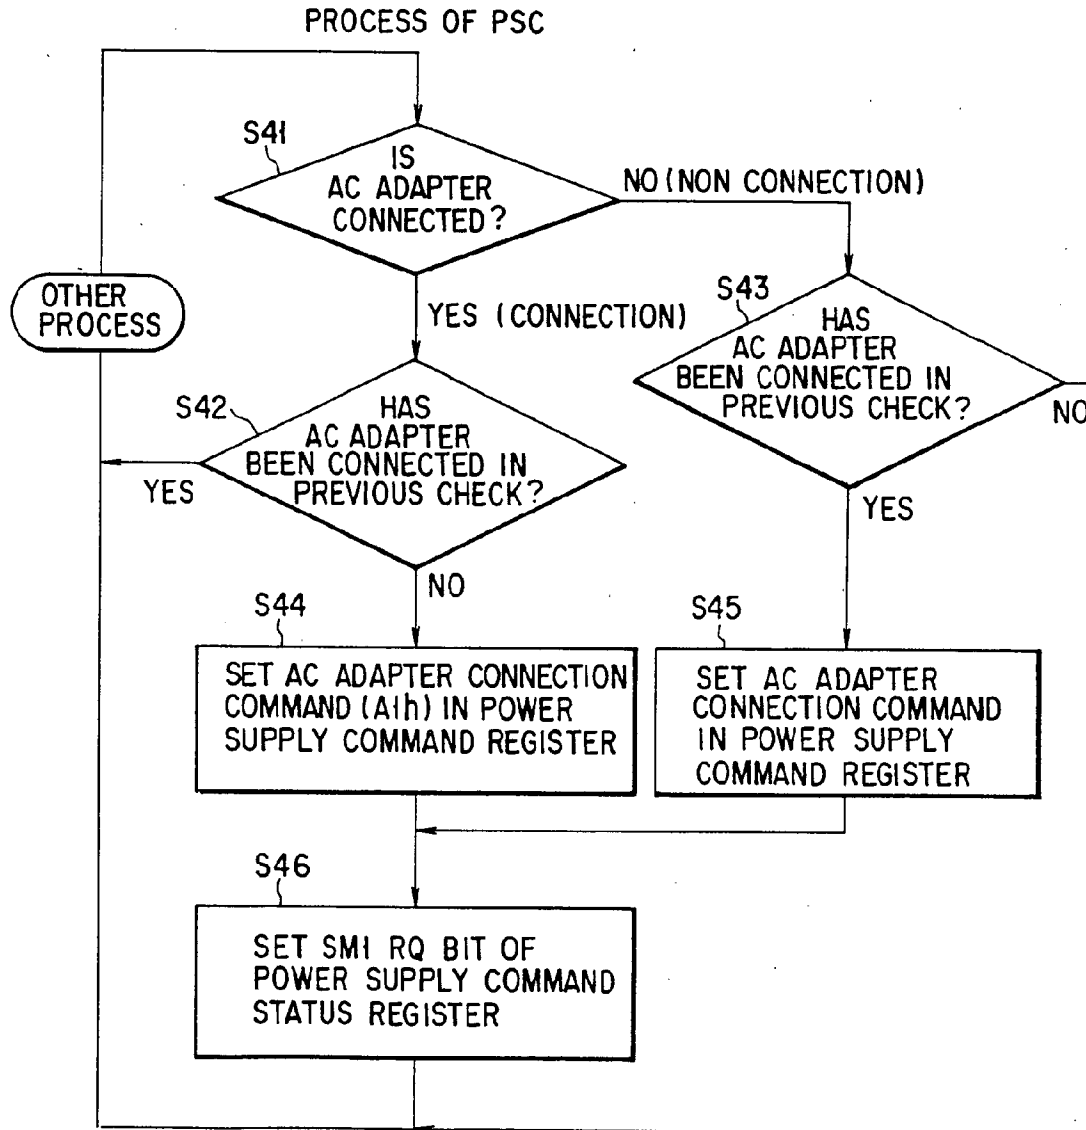 PROCESS OF PSC
S41
IS
AC ADAPTER
CONNECTED?
NO (NON CONNECTION)
OTHER
PROCESS
YES (CONNECTION)
S43
HAS
AC ADAPTER
BEEN CONNECTED IN
PREVIOUS CHECK?
NO
S42
HAS
AC ADAPTER
BEEN CONNECTED IN
PREVIOUS CHECK?
YES
YES
NO
S44
SET AC ADAPTER CONNECTION
COMMAND (A1h) IN POWER
SUPPLY COMMAND REGISTER
S45
SET AC ADAPTER
CONNECTION COMMAND
IN POWER SUPPLY
COMMAND REGISTER
S46
SET SMI RQ BIT OF
POWER SUPPLY COMMAND
STATUS REGISTER